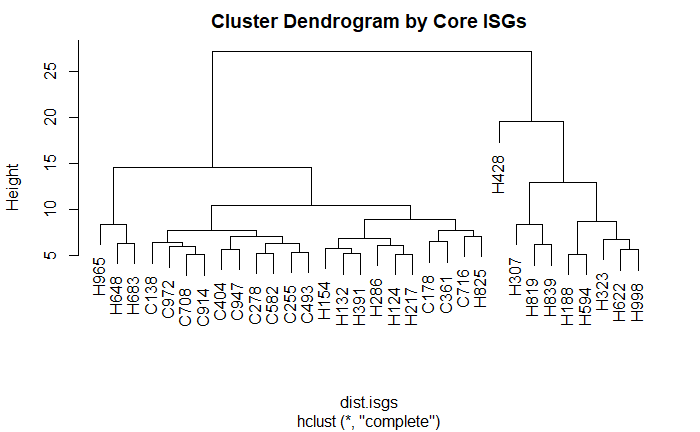 Cluster Dendrogram by Core ISGs
Height
25
20
15
10
5
H965
H648
H683
C138
C972
C708
C914
C404
C947
C278
C582
C255
C493
H154
H132
H391
H286
H124
H217
C178
C361
C716
H825
H428
H307
H819
H839
H188
H594
H323
H622
H998
dist.isgs
hclust (*, "complete")